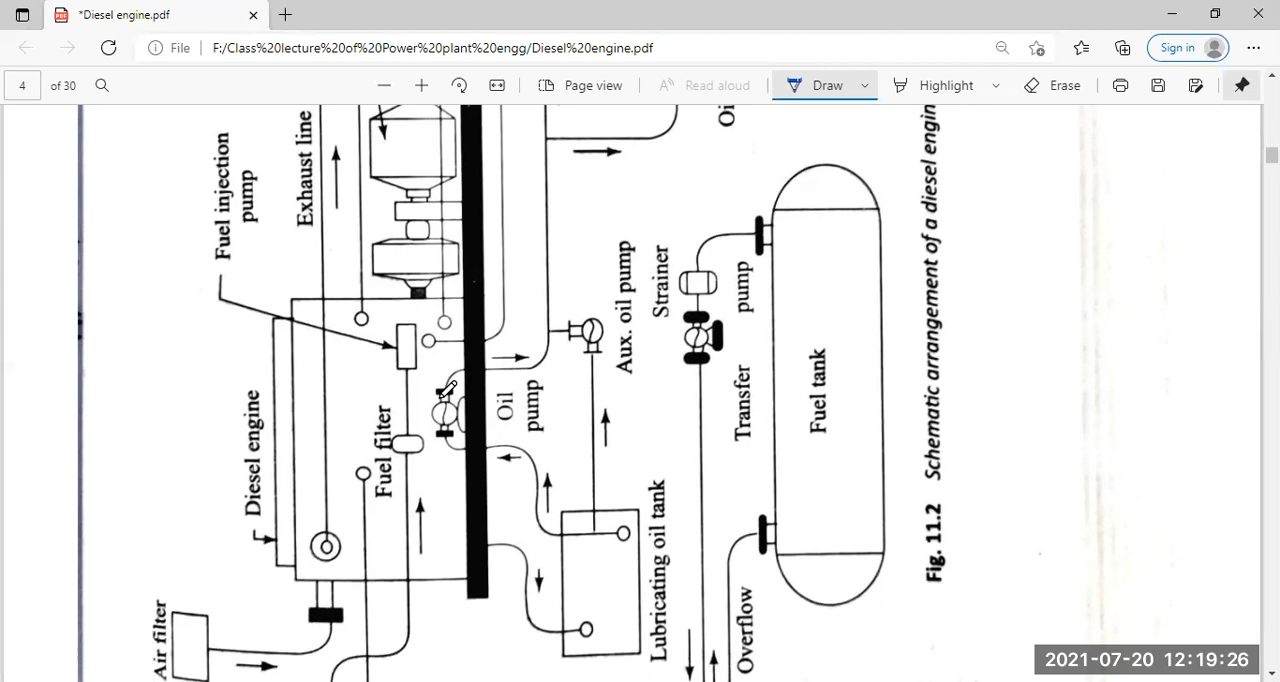 *Diesel engine.pdf
File
F:/Class%20lecture%20of%20Power%20plant%20engg/Diesel%20engine.pdf
Sign in
4 of 30
Page view
Read aloud
Draw
Highlight
Erase
Air filter
Diesel engine
Fuel injection
pump
Exhaust line
Fuel filter
Oil
pump
Aux. oil pump
Lubricating oil tank
Strainer
Transfer pump
Overflow
Fuel tank
Oi
Fig. 11.2 Schematic arrangement of a diesel engin
2021-07-20 12:19:26